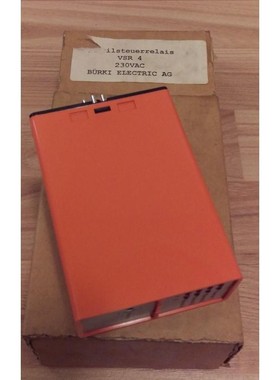 ilsteuerrelais
VSR 4
230VAC
BÜRKI ELECTRIC AG